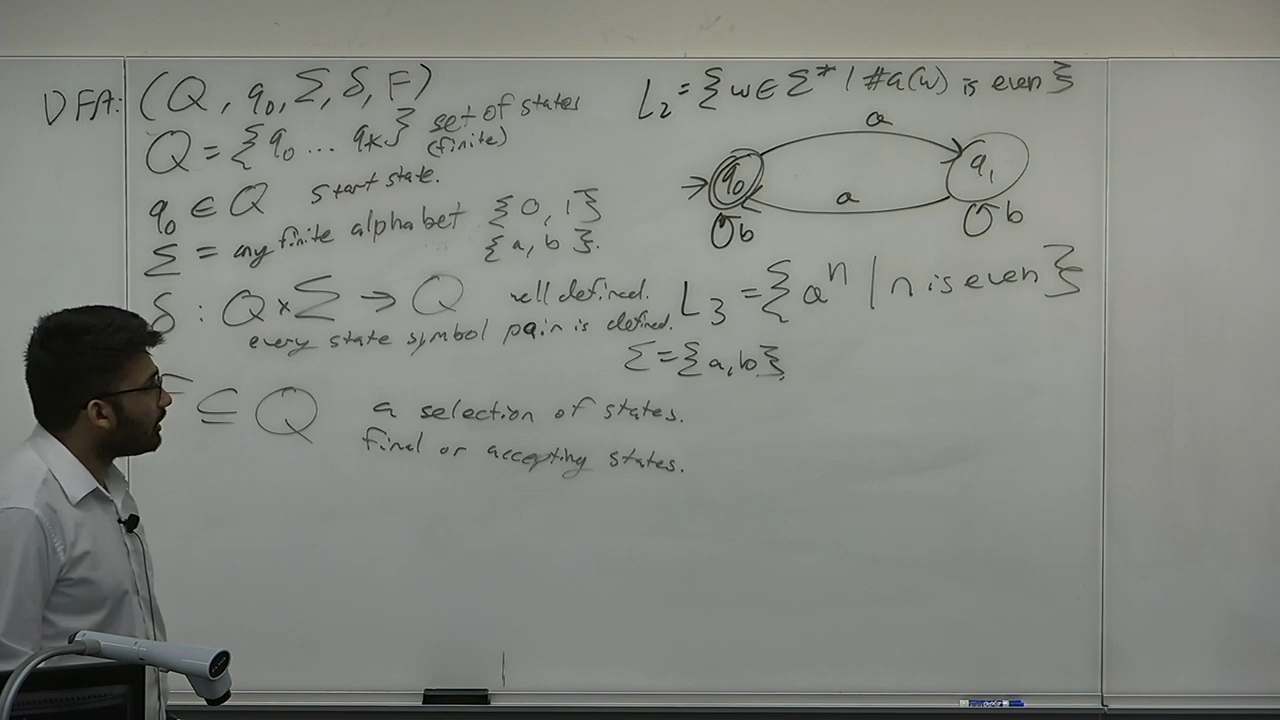 DFA: (Q, q0, Σ, δ, F)
Q = {q0 ... qk} set of states
(finite)
q0 ∈ Q start state.
Σ = any finite alphabet {0, 1}
{a, b}.
δ : Q × Σ → Q well defined.
every state symbol pair is defined.
⊆ Q a selection of states.
final or accepting states.
L2 = {w ∈ Σ* | #a(w) is even}
a
q0
q1
a
b
b
L3 = {aⁿ | n is even}
Σ = {a, b}